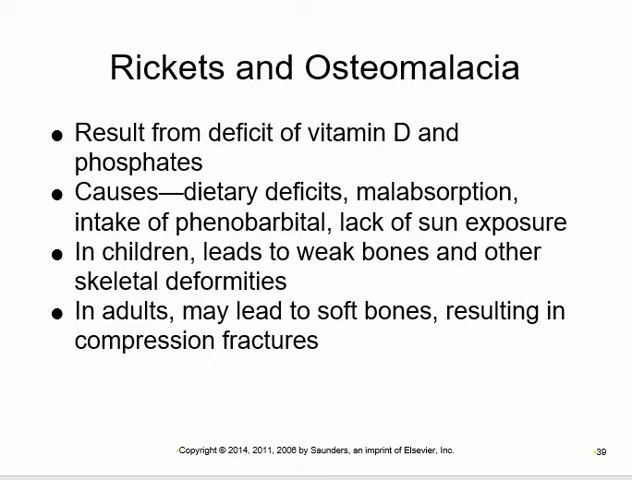 Rickets and Osteomalacia
● Result from deficit of vitamin D and
phosphates
● Causes—dietary deficits, malabsorption,
intake of phenobarbital, lack of sun exposure
● In children, leads to weak bones and other
skeletal deformities
● In adults, may lead to soft bones, resulting in
compression fractures
Copyright © 2014, 2011, 2006 by Saunders, an imprint of Elsevier, Inc.
39